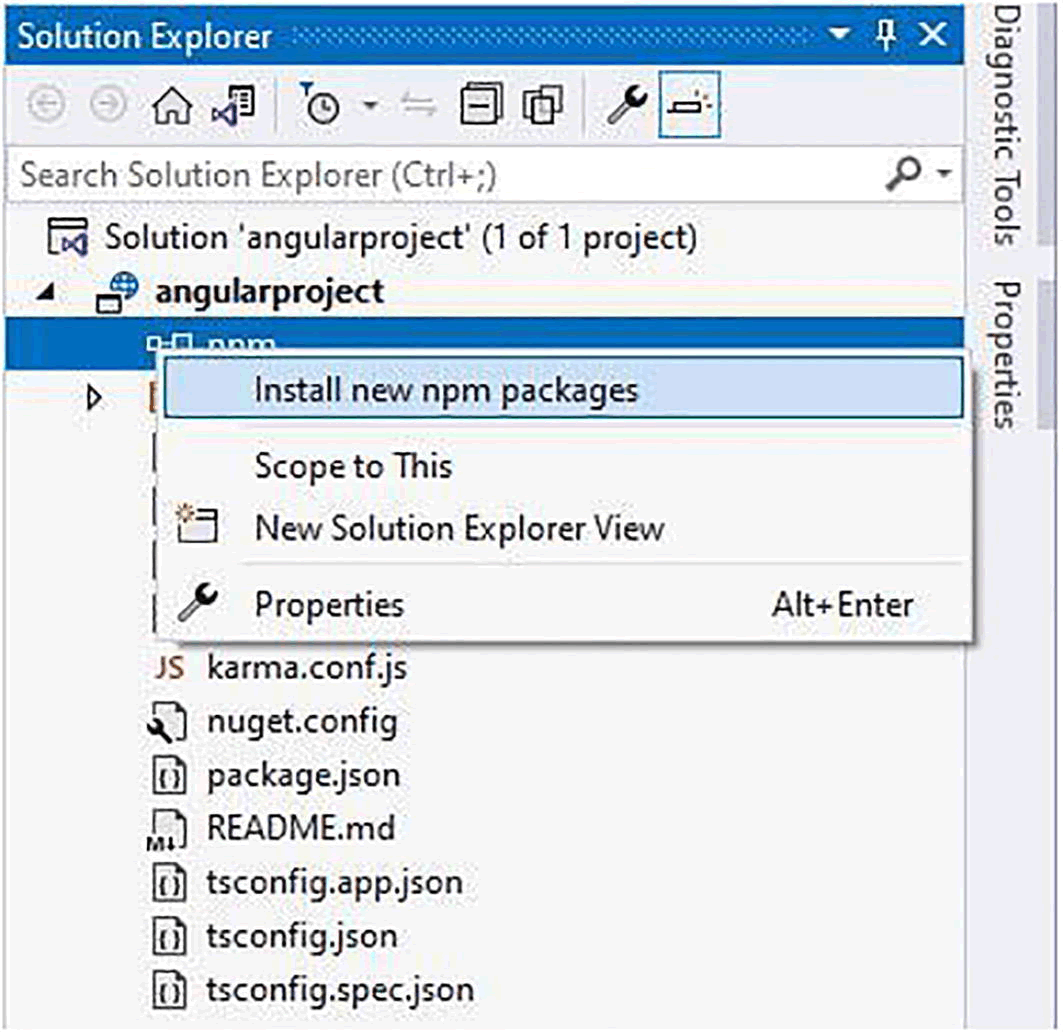 Solution Explorer
Search Solution Explorer (Ctrl+;)
Solution 'angularproject' (1 of 1 project)
angularproject
npm
Install new npm packages
Scope to This
New Solution Explorer View
Properties Alt+Enter
JS karma.conf.js
nuget.config
package.json
README.md
tsconfig.app.json
tsconfig.json
tsconfig.spec.json
Diagnostic Tools
Properties